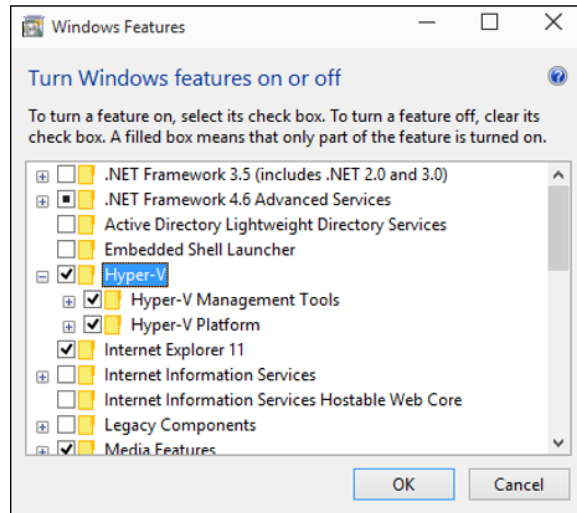 Windows Features
Turn Windows features on or off
To turn a feature on, select its check box. To turn a feature off, clear its
check box. A filled box means that only part of the feature is turned on.
.NET Framework 3.5 (includes .NET 2.0 and 3.0)
.NET Framework 4.6 Advanced Services
Active Directory Lightweight Directory Services
Embedded Shell Launcher
Hyper-V
Hyper-V Management Tools
Hyper-V Platform
Internet Explorer 11
Internet Information Services
Internet Information Services Hostable Web Core
Legacy Components
Media Features
OK Cancel